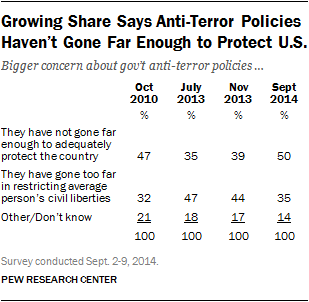 Growing Share Says Anti-Terror Policies
Haven't Gone Far Enough to Protect U.S.
Bigger concern about gov't anti-terror policies ...
Oct July Nov Sept
2010 2013 2013 2014
% % % %
They have not gone far
enough to adequately
protect the country 47 35 39 50
They have gone too far
in restricting average
person's civil liberties 32 47 44 35
Other/Don't know 21 18 17 14
100 100 100 100
Survey conducted Sept. 2-9, 2014.
PEW RESEARCH CENTER